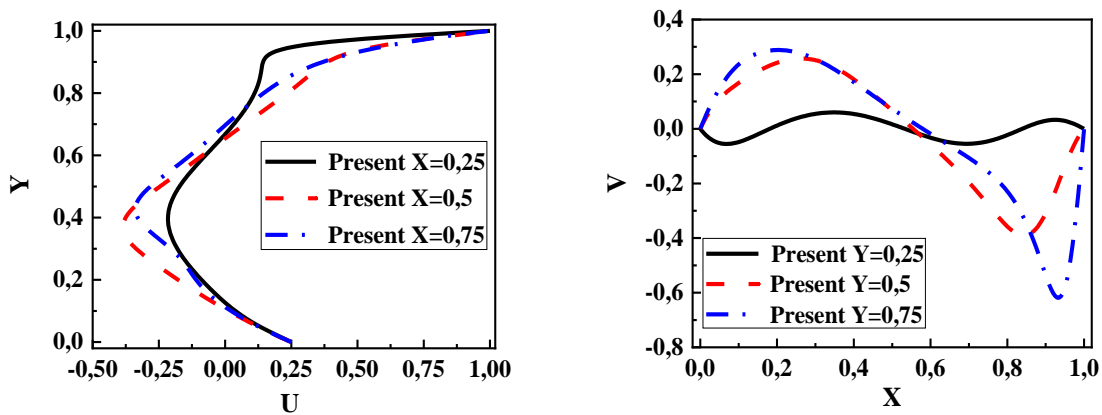 1,0
0,8
0,6
0,4
0,2
0,0
Y
Present X=0,25
Present X=0,5
Present X=0,75
-0,50 -0,25 0,00 0,25 0,50 0,75 1,00
U
0,4
0,2
0,0
-0,2
-0,4
-0,6
-0,8
V
Present Y=0,25
Present Y=0,5
Present Y=0,75
0,0 0,2 0,4 0,6 0,8 1,0
X